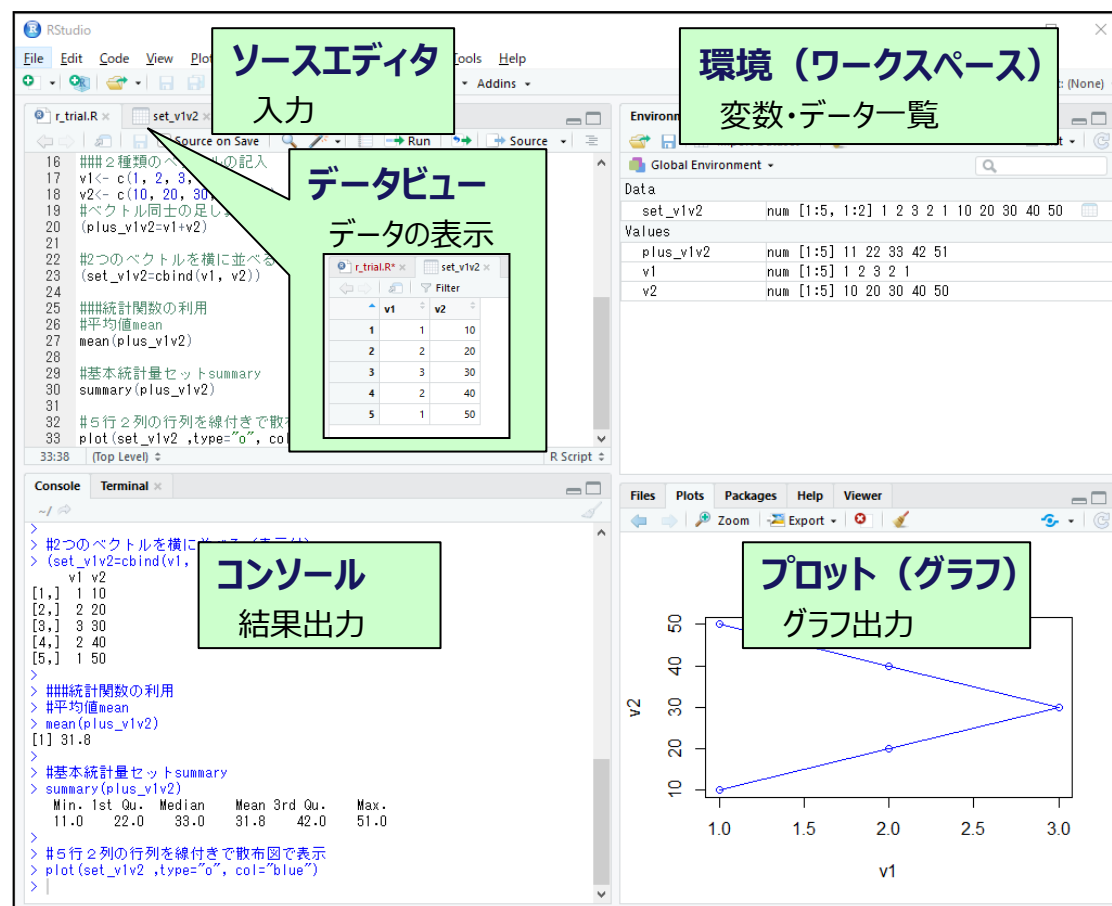 RStudio
File Edit Code View Tools Help
Addins
ソースエディタ
入力
環境（ワークスペース）
変数・データ一覧
r_trial.R × set_v1v2 ×
Source on Save Run Source
16 ###２種類のベクトルの記入
17 v1<- c(1, 2, 3,
18 v2<- c(10, 20, 30,
19 #ベクトル同士の足し
20 (plus_v1v2=v1+v2)
21
22 #2つのベクトルを横に並べる
23 (set_v1v2=cbind(v1, v2))
24
25 ###統計関数の利用
26 #平均値mean
27 mean(plus_v1v2)
28
29 #基本統計量セットsummary
30 summary(plus_v1v2)
31
32 #５行２列の行列を線付きで
33 plot(set_v1v2 ,type="o",
33:38 (Top Level) R Script
データビュー
データの表示
r_trial.R* × set_v1v2 ×
Filter
v1 v2
1 1 10
2 2 20
3 3 30
4 2 40
5 1 50
(None)
Global Environment
Data
set_v1v2 num [1:5, 1:2] 1 2 3 2 1 10 20 30 40 50
Values
plus_v1v2 num [1:5] 11 22 33 42 51
v1 num [1:5] 1 2 3 2 1
v2 num [1:5] 10 20 30 40 50
Console Terminal ×
~/
>
> #2つのベクトルを横に
> (set_v1v2=cbind(v1,
v1 v2
[1,] 1 10
[2,] 2 20
[3,] 3 30
[4,] 2 40
[5,] 1 50
>
> ###統計関数の利用
> #平均値mean
> mean(plus_v1v2)
[1] 31.8
>
> #基本統計量セットsummary
> summary(plus_v1v2)
Min. 1st Qu. Median Mean 3rd Qu. Max.
11.0 22.0 33.0 31.8 42.0 51.0
>
> #５行２列の行列を線付きで散布図で表示
> plot(set_v1v2 ,type="o", col="blue")
>
コンソール
結果出力
Files Plots Packages Help Viewer
Zoom Export
プロット（グラフ）
グラフ出力
50
40
30
20
10
v2
1.0 1.5 2.0 2.5 3.0
v1